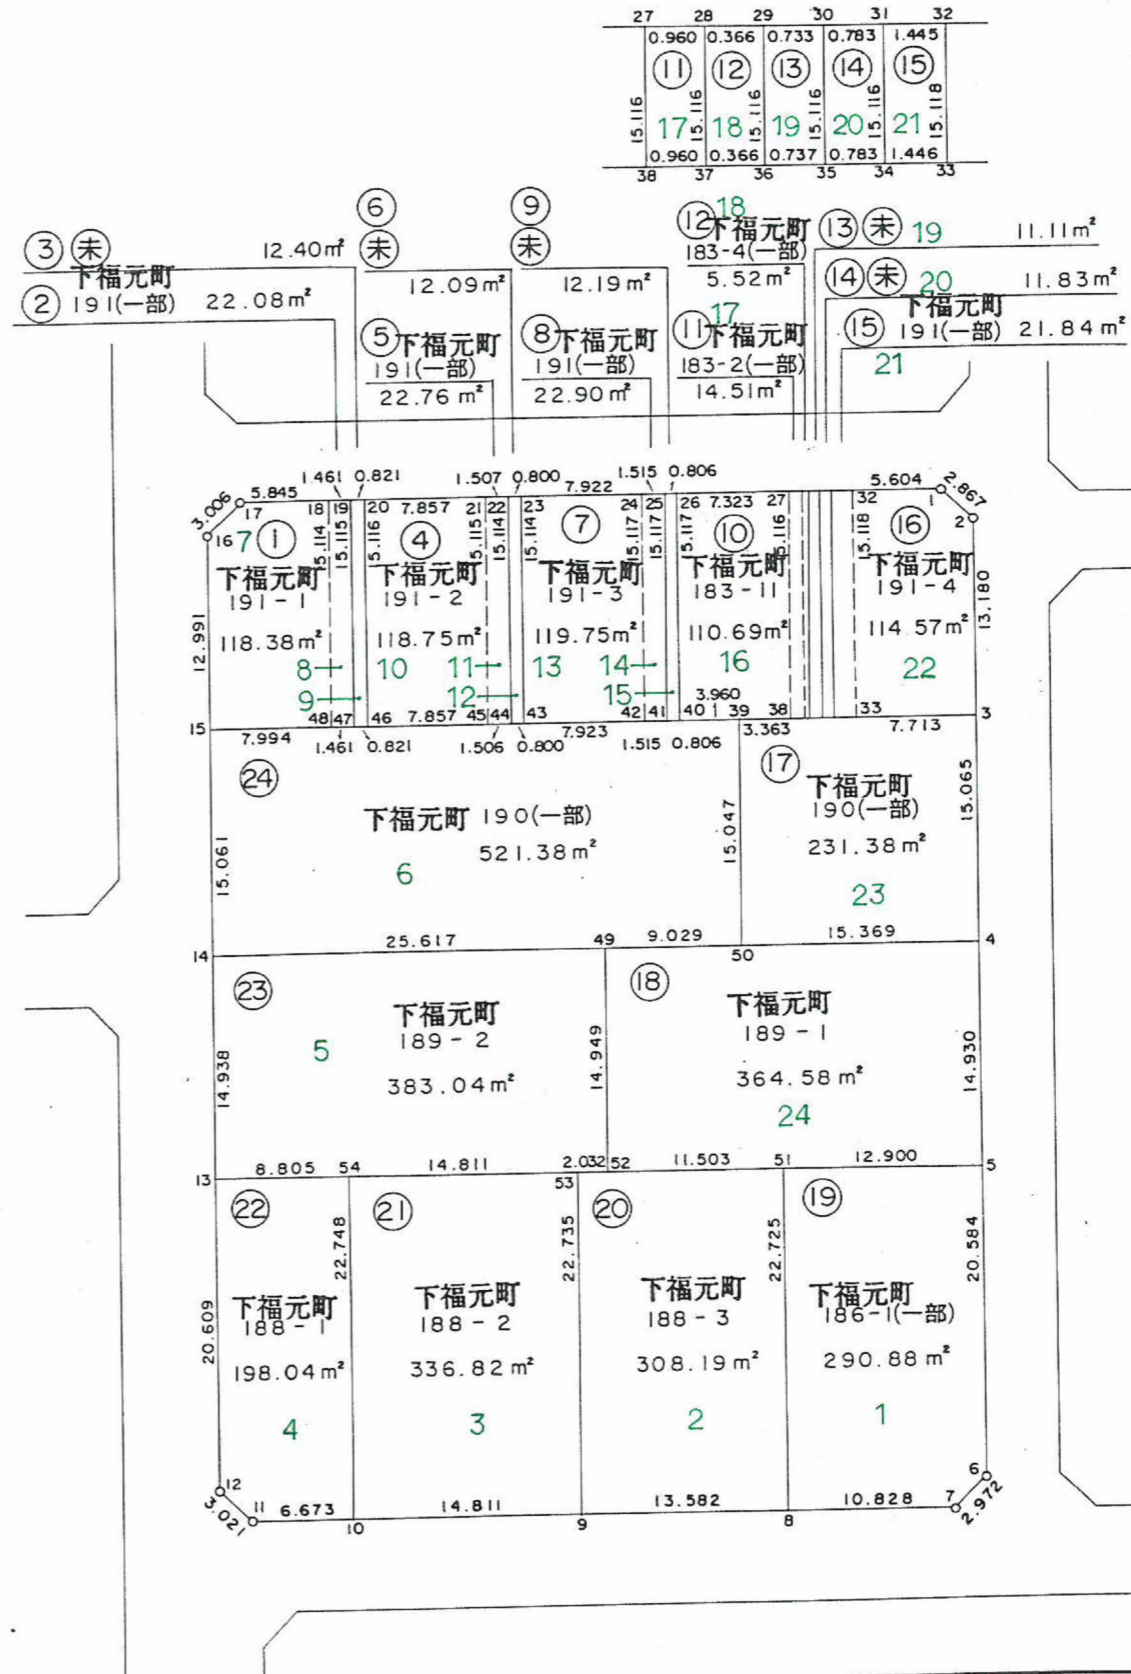 27 28 29 30 31 32
0.960 0.366 0.733 0.783 1.445
⑪ ⑫ ⑬ ⑭ ⑮
15.116 15.116 15.116 15.116 15.116 15.118
17 18 19 20 21
0.960 0.366 0.737 0.783 1.446
38 37 36 35 34 33
⑥ ⑨
③ 未 12.40m²
未 12.09m²
未 12.19m²
⑫ 18
下福元町
183-4(一部)
5.52m²
⑬ 未 19 11.11m²
⑭ 未 20 11.83m²
② 下福元町
191(一部) 22.08m²
⑤ 下福元町
191(一部)
22.76m²
⑧ 下福元町
191(一部)
22.90m²
17
⑪ 下福元町
183-2(一部)
14.51m²
⑮ 下福元町
191(一部) 21.84m²
21
1.461 0.821 1.507 0.800 1.515 0.806
3.006 5.845 7.857 7.922 7.323 5.604 2.867
16 17 18 19 20 21 22 23 24 25 26 27 32 1 2
15.114 15.115 15.116 15.115 15.114 15.114 15.117 15.117 15.117 15.116 15.118
7 ①
下福元町
191-1
118.38m²
8
9
④
下福元町
191-2
118.75m²
10 11
12
⑦
下福元町
191-3
119.75m²
13 14
15
⑩
下福元町
183-11
110.69m²
16
⑯
下福元町
191-4
114.57m²
22
12.991
13.180
3.960
15 48 47 46 7.857 45 44 43 42 41 40 39 38 33 3
7.994 1.461 0.821 1.506 0.800 7.923 1.515 0.806 3.363 7.713
㉔
下福元町 190(一部)
521.38m²
6
⑰
下福元町
190(一部)
231.38m²
23
15.061
15.047
15.065
14 25.617 49 9.029 50 15.369 4
㉓
下福元町
189-2
383.04m²
5
⑱
下福元町
189-1
364.58m²
24
14.938
14.949
14.930
13 8.805 54 14.811 2.032 52 11.503 51 12.900 5
53
㉒
下福元町
188-1
198.04m²
4
㉑
下福元町
188-2
336.82m²
3
⑳
下福元町
188-3
308.19m²
2
⑲
下福元町
186-1(一部)
290.88m²
1
20.609
22.748
22.735
22.725
20.584
12 3.021 11 6.673 10 14.811 9 13.582 8 10.828 7 2.972 6